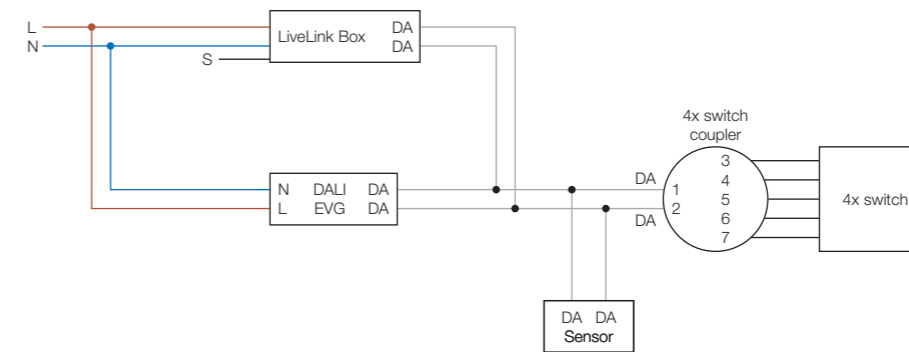 L
N
S
LiveLink Box
DA
DA
N DALI DA
L EVG DA
4x switch
coupler
DA
DA
1
2
3
4
5
6
7
4x switch
DA DA
Sensor